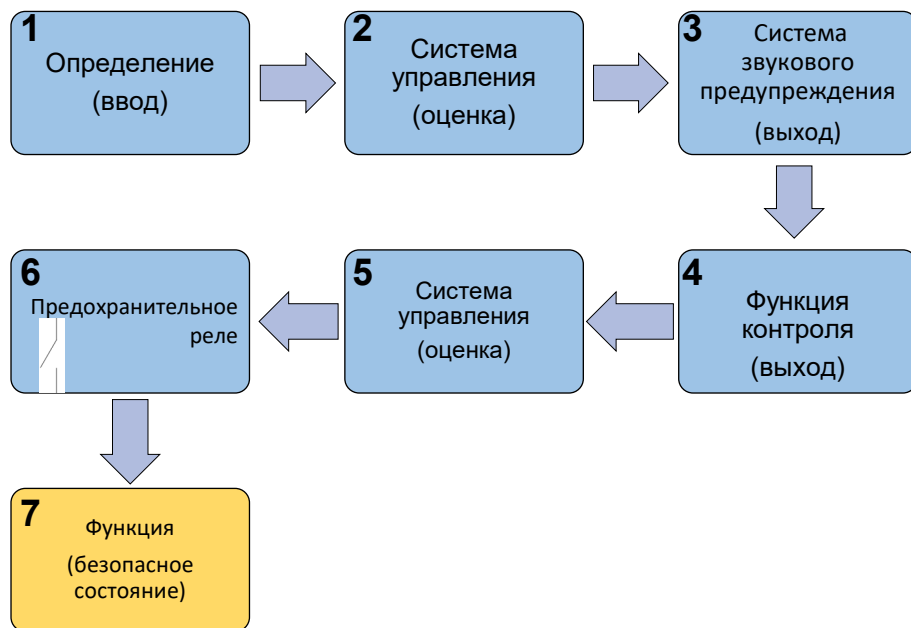 1
Определение
(ввод)
2
Система
управления
(оценка)
3
Система
звукового
предупреждения
(выход)
4
Функция
контроля
(выход)
5
Система
управления
(оценка)
6
Предохранительное
реле
7
Функция
(безопасное
состояние)